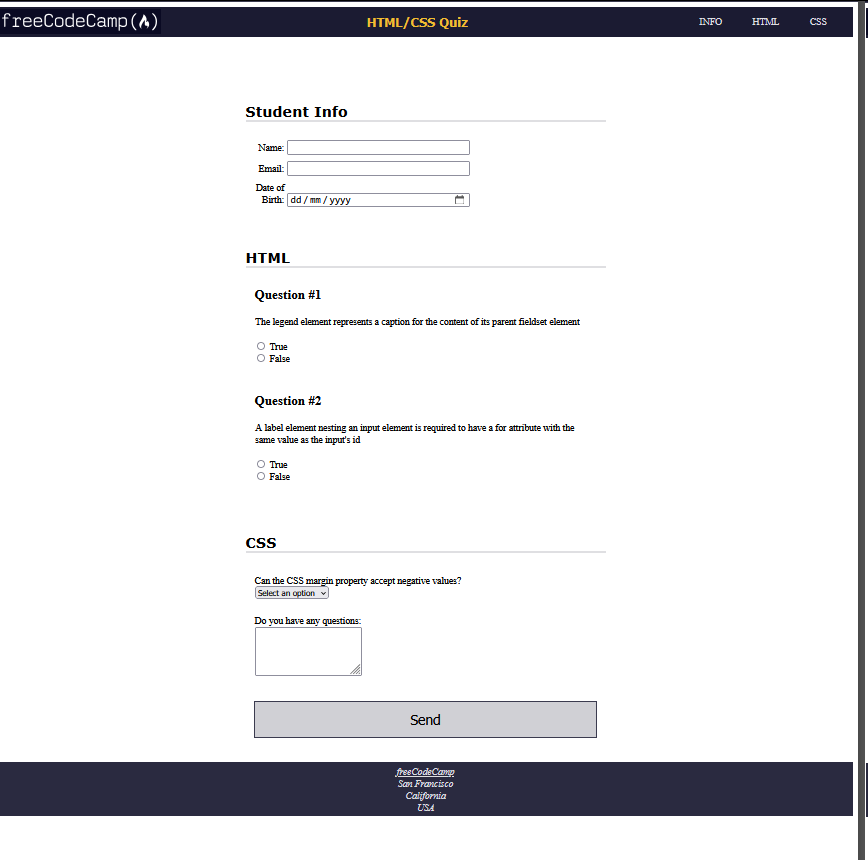 freeCodeCamp(🔥)
HTML/CSS Quiz
INFO HTML CSS
Student Info
Name:
Email:
Date of
Birth: dd/mm/yyyy
HTML
Question #1
The legend element represents a caption for the content of its parent fieldset element
True
False
Question #2
A label element nesting an input element is required to have a for attribute with the
same value as the input's id
True
False
CSS
Can the CSS margin property accept negative values?
Select an option
Do you have any questions:
Send
freeCodeCamp
San Francisco
California
USA